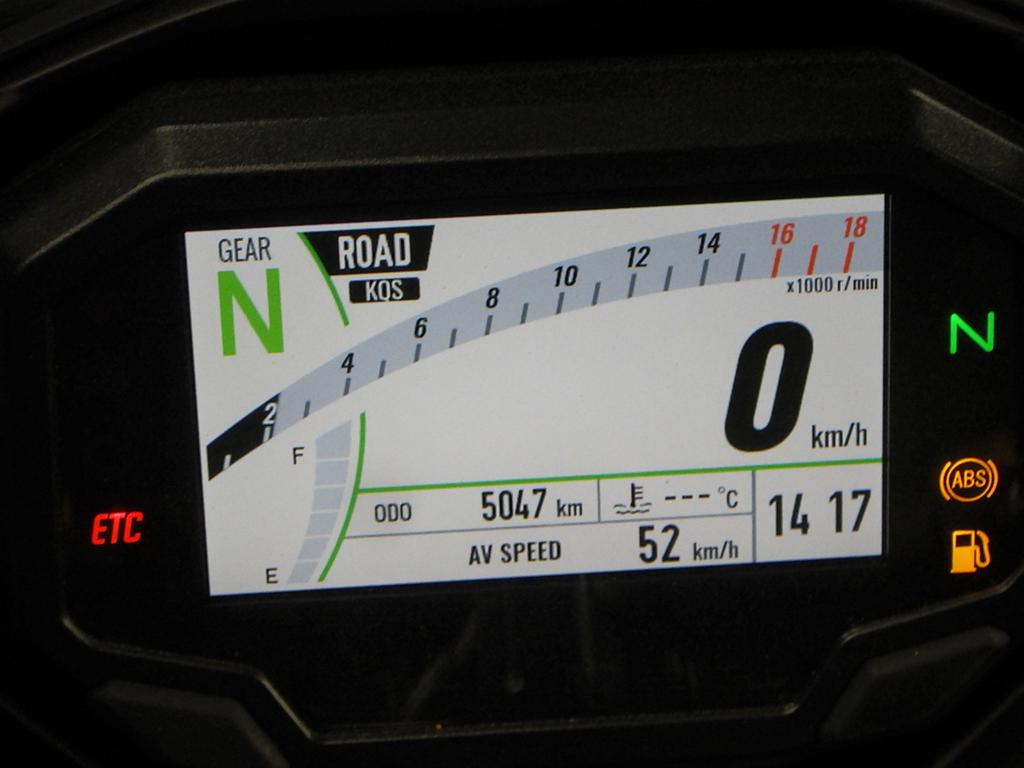 GEAR
N
ROAD
KQS
2
4
6
8
10
12
14
16
18
x1000 r/min
0
km/h
N
F
E
ODO 5047 km
--- °C
AV SPEED 52 km/h
14 17
ETC
ABS